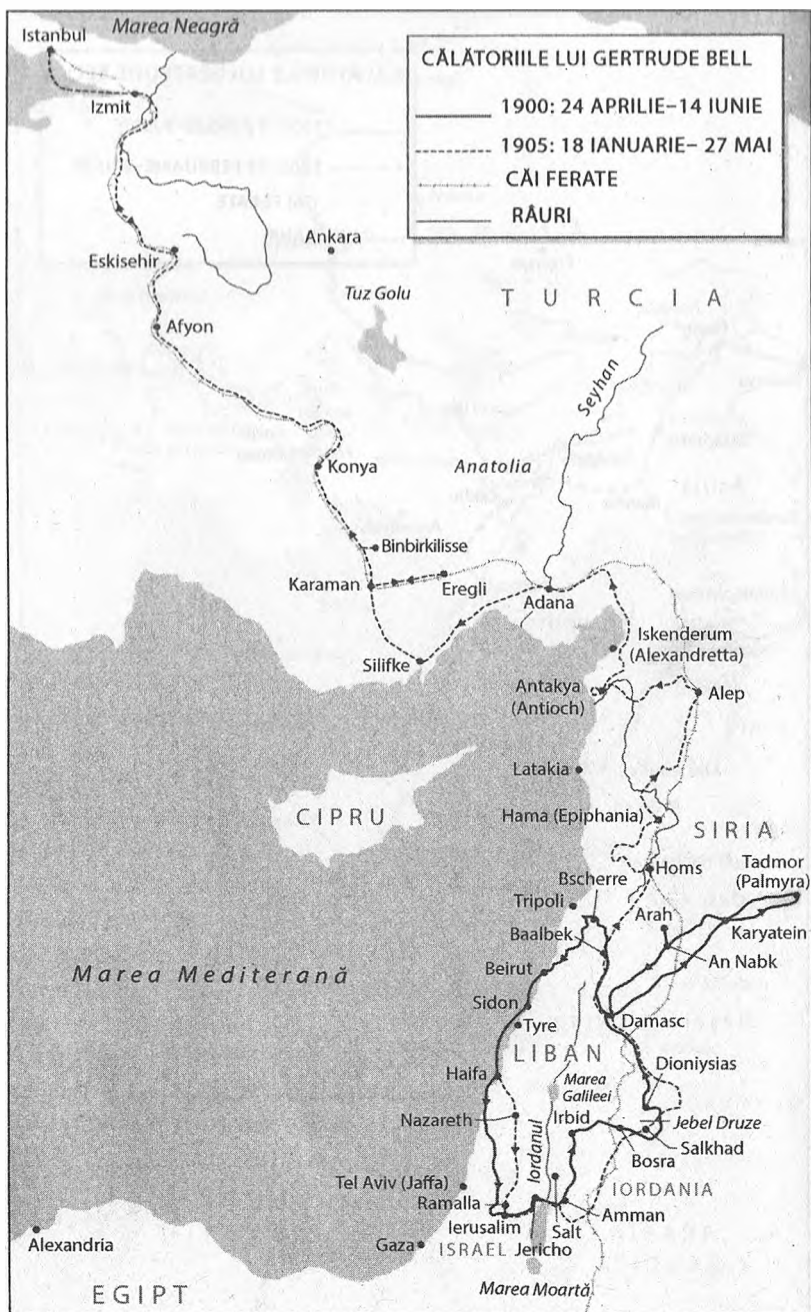 Marea Neagră
Istanbul
Izmit
CĂLĂTORIILE LUI GERTRUDE BELL
1900: 24 APRILIE–14 IUNIE
1905: 18 IANUARIE– 27 MAI
CĂI FERATE
RÂURI
Ankara
Eskisehir
Tuz Golu
TURCIA
Afyon
Seyhan
Konya
Anatolia
Binbirkilisse
Karaman
Eregli
Adana
Iskenderum
(Alexandretta)
Silifke
Antakya
(Antioch)
Alep
Latakia
CIPRU
Hama (Epiphania)
SIRIA
Homs
Bscherre
Tadmor
(Palmyra)
Tripoli
Arah
Karyatein
Baalbek
An Nabk
Marea Mediterană
Beirut
Sidon
Damasc
Tyre
LIBAN
Dioniysias
Haifa
Marea
Galileei
Nazareth
Irbid
Jebel Druze
Iordanul
Salkhad
Bosra
Tel Aviv (Jaffa)
IORDANIA
Ramalla
Amman
Ierusalim
Salt
Alexandria
Gaza
ISRAEL
Jericho
EGIPT
Marea Moartă